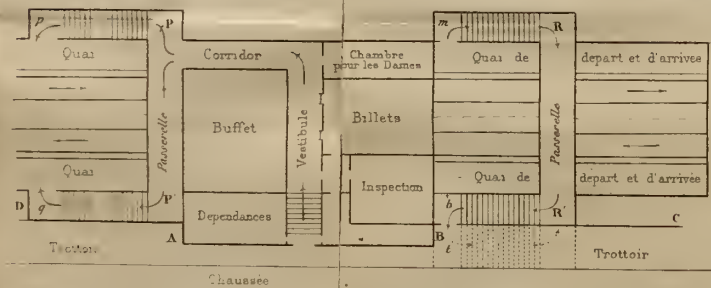 p P m R
Quai Corridor Chambre pour les Dames Quai de depart et d'arrivée
Passerelle Buffet Vestibule Billets Passerelle
Quai Inspection Quai de depart et d'arrivée
D q P' Dependances h R' C
A B t
Trottoir Trottoir
Chaussée